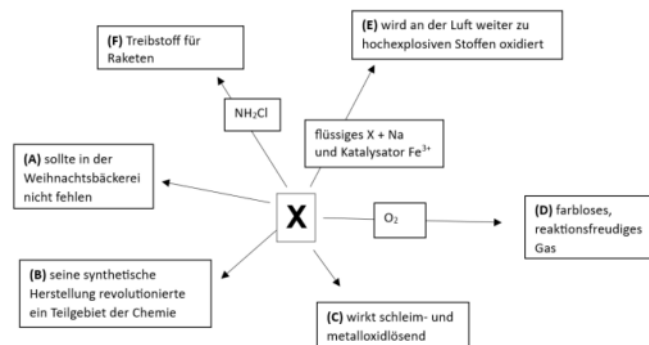 (E) wird an der Luft weiter zu
hochexplosiven Stoffen oxidiert
(F) Treibstoff für
Raketen
NH₂Cl
flüssiges X + Na
und Katalysator Fe³⁺
(A) sollte in der
Weihnachtsbäckerei
nicht fehlen
X
O₂
(D) farbloses,
reaktionsfreudiges
Gas
(B) seine synthetische
Herstellung revolutionierte
ein Teilgebiet der Chemie
(C) wirkt schleim- und
metalloxidlösend